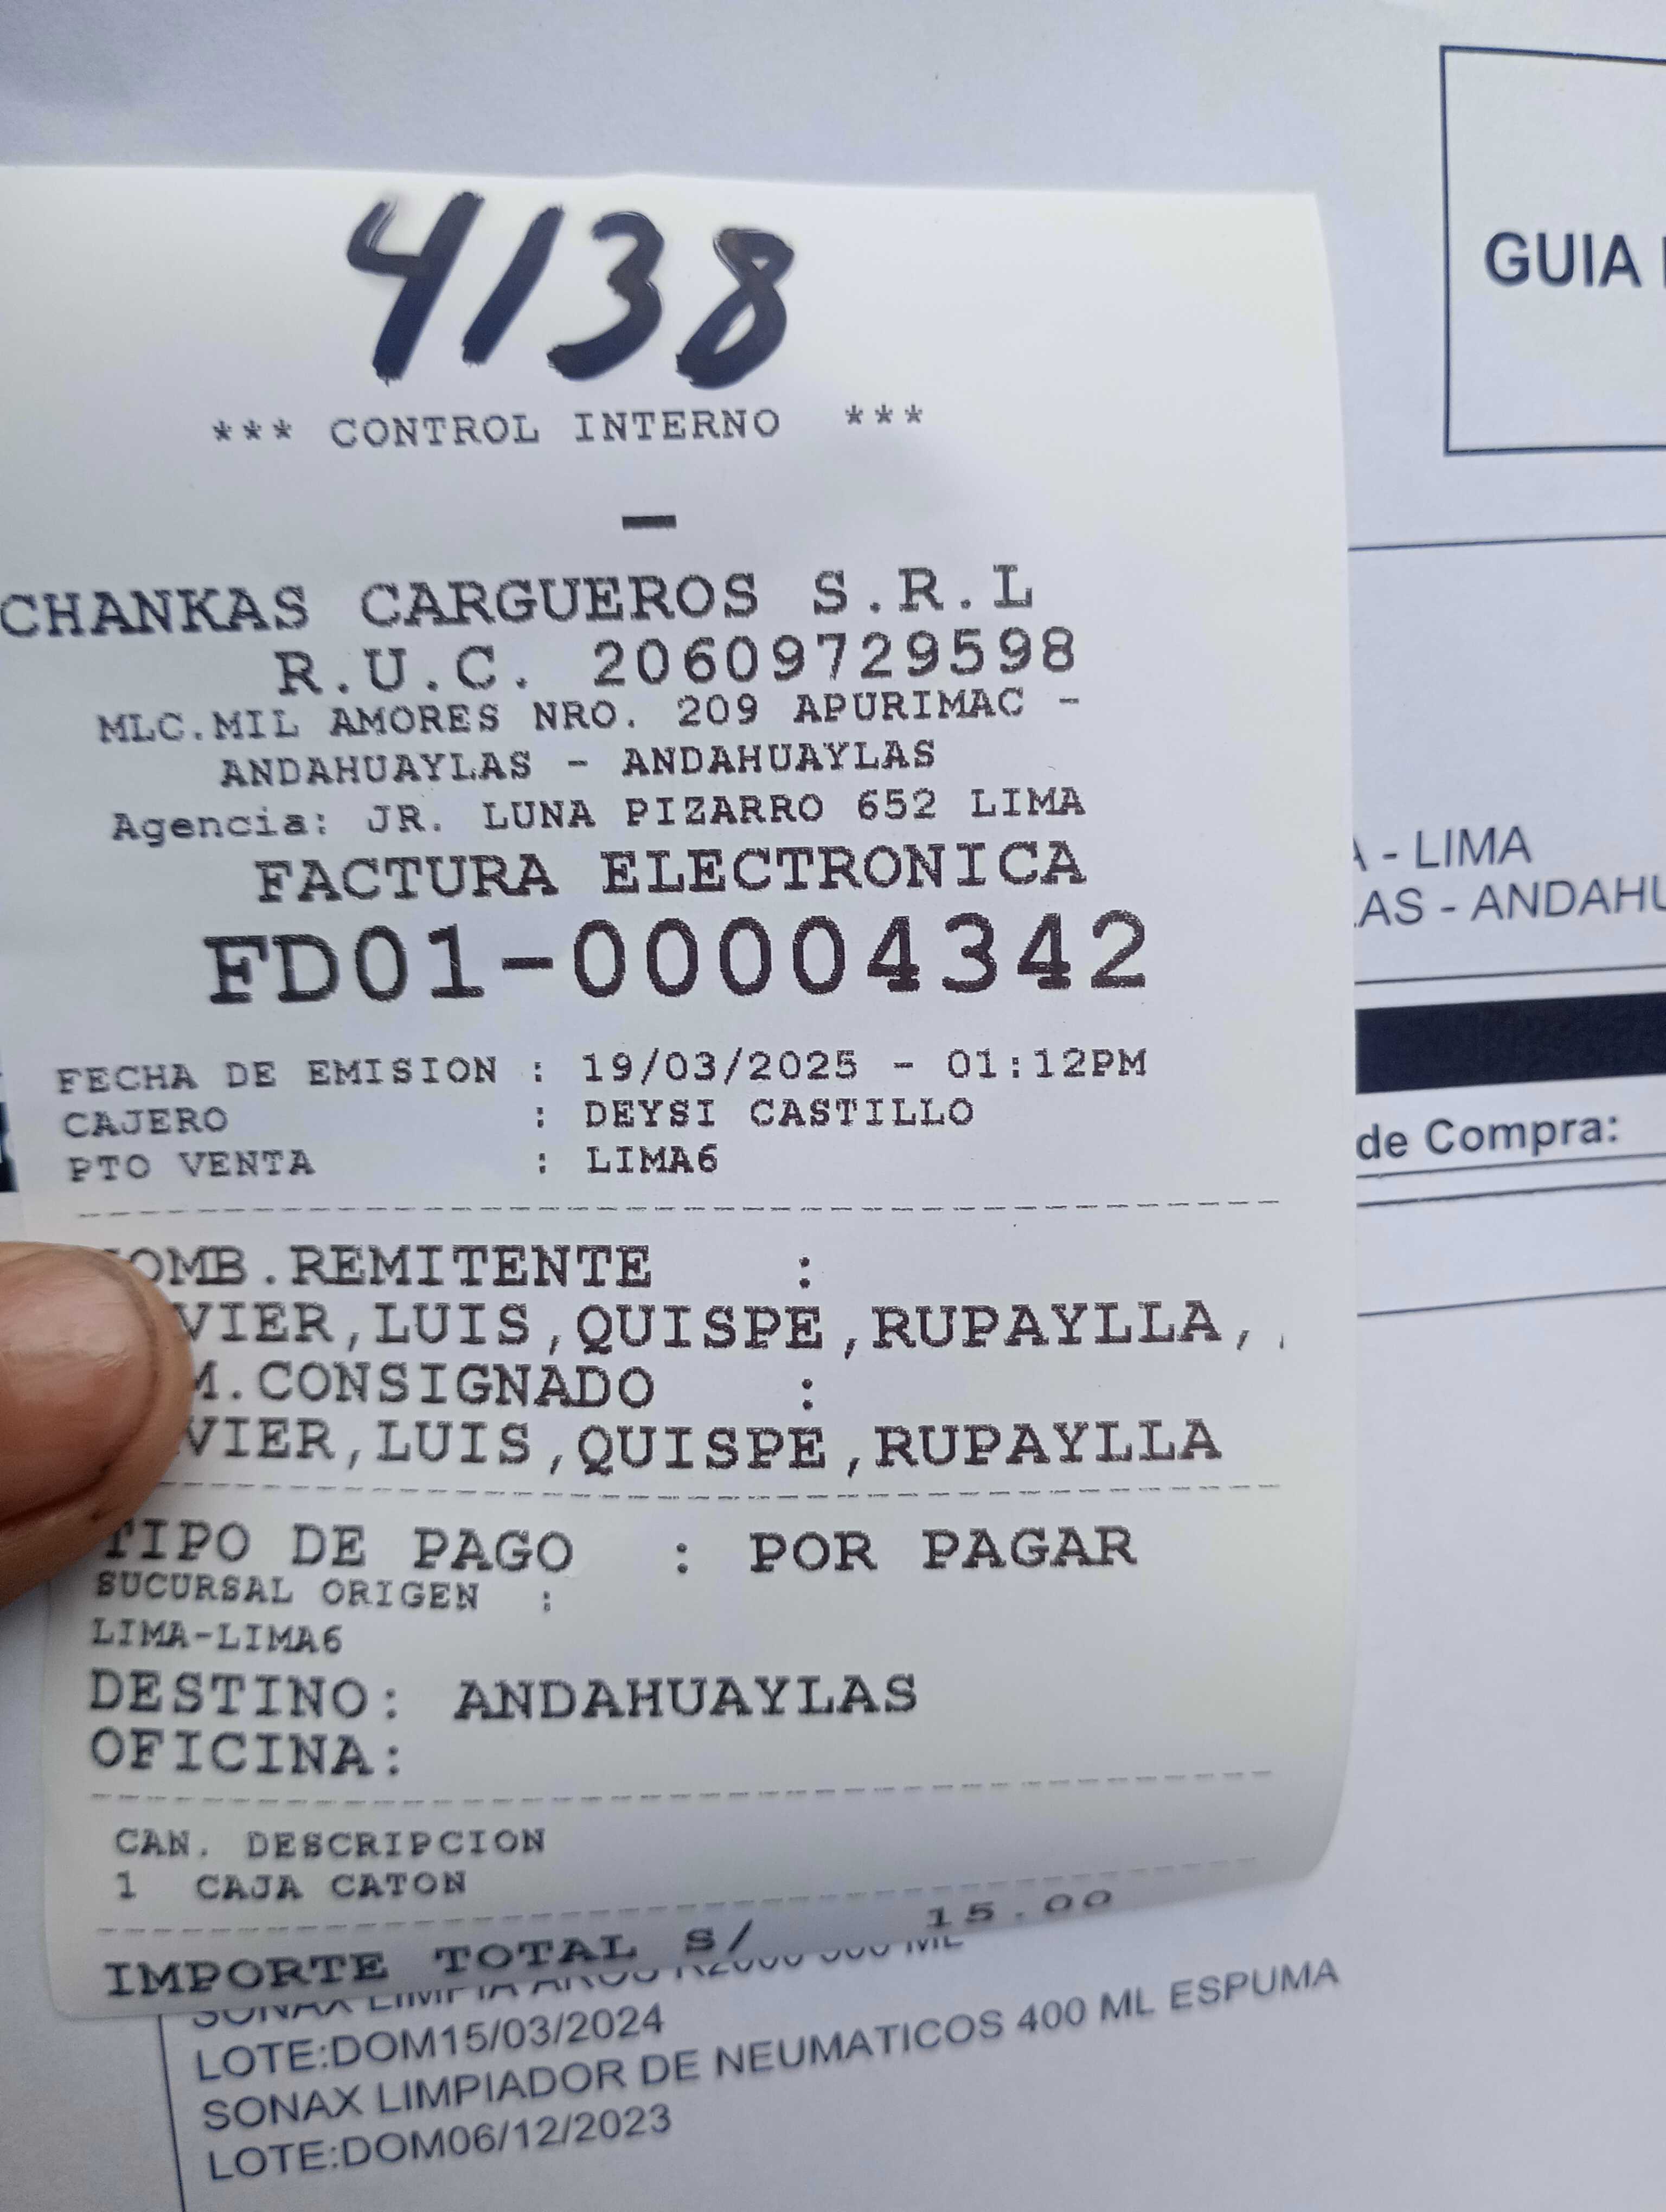 4138
*** CONTROL INTERNO ***
CHANKAS CARGUEROS S.R.L
R.U.C. 20609729598
MLC.MIL AMORES NRO. 209 APURIMAC -
ANDAHUAYLAS - ANDAHUAYLAS
Agencia: JR. LUNA PIZARRO 652 LIMA
FACTURA ELECTRONICA
FD01-00004342
FECHA DE EMISION : 19/03/2025 - 01:12PM
CAJERO : DEYSI CASTILLO
PTO VENTA : LIMA6
OMB.REMITENTE :
VIER,LUIS,QUISPE,RUPAYLLA, ,
M.CONSIGNADO :
VIER,LUIS,QUISPE,RUPAYLLA
TIPO DE PAGO : POR PAGAR
SUCURSAL ORIGEN :
LIMA-LIMA6
DESTINO: ANDAHUAYLAS
OFICINA:
CAN. DESCRIPCION
1 CAJA CATON
IMPORTE TOTAL S/ 15.00
GUIA
- LIMA
AS - ANDAHU
de Compra:
SONAX LIMPIA
LOTE:DOM15/03/2024
SONAX LIMPIADOR DE NEUMATICOS 400 ML ESPUMA
LOTE:DOM06/12/2023